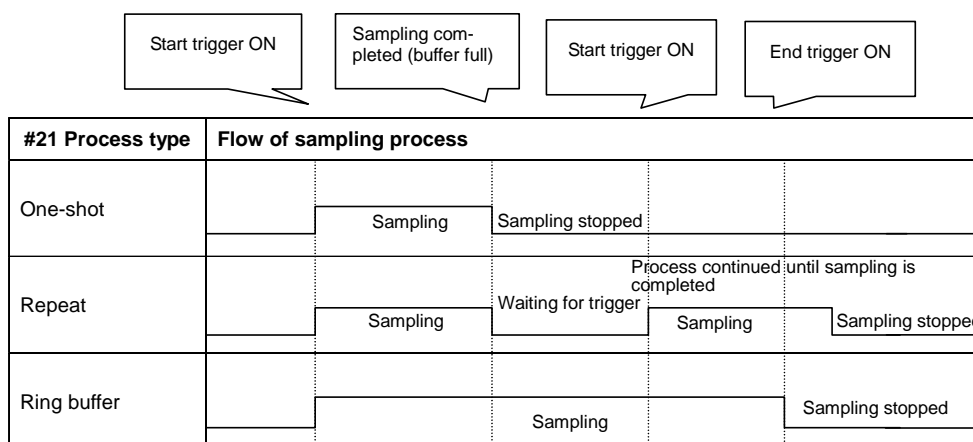 Start trigger ON
Sampling com-
pleted (buffer full)
Start trigger ON
End trigger ON
#21 Process type
Flow of sampling process
One-shot
Sampling
Sampling stopped
Repeat
Process continued until sampling is
completed
Waiting for trigger
Sampling
Sampling
Sampling stopped
Ring buffer
Sampling
Sampling stopped